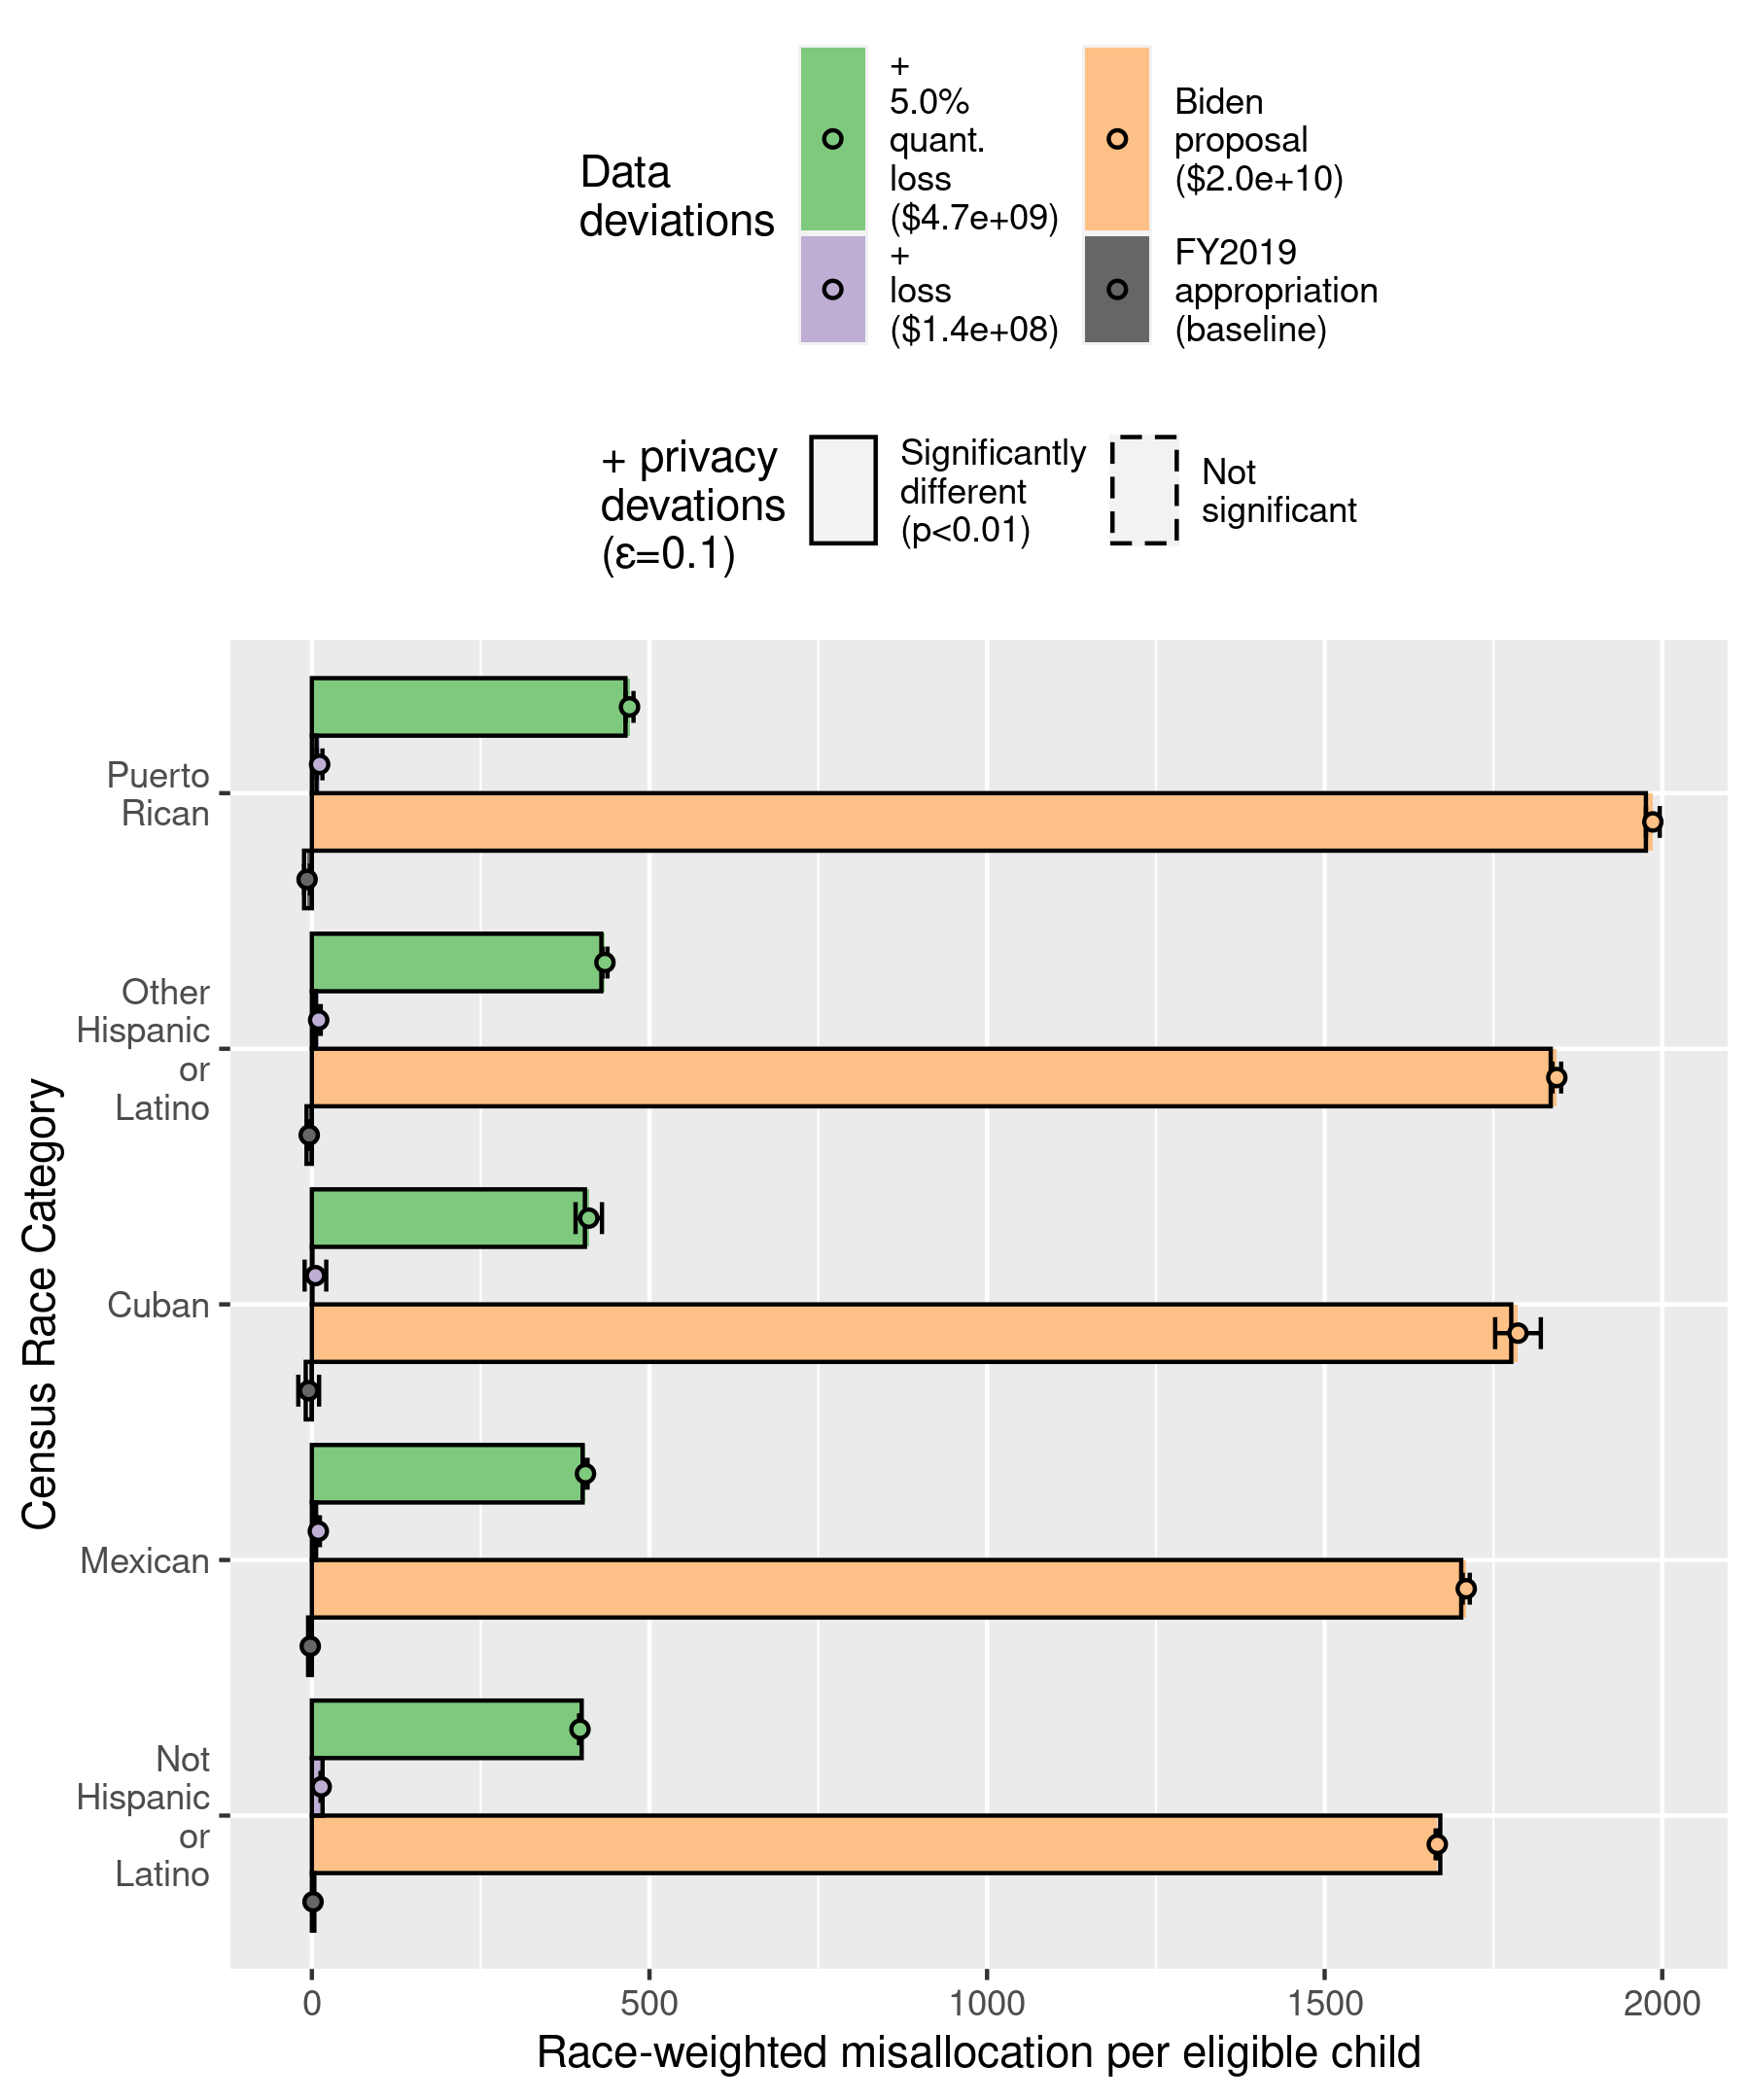 Data
deviations
+
5.0%
quant.
loss
($4.7e+09)
+
loss
($1.4e+08)
Biden
proposal
($2.0e+10)
FY2019
appropriation
(baseline)
+ privacy
devations
(ε=0.1)
Significantly
different
(p<0.01)
Not
significant
Census Race Category
Puerto
Rican
Other
Hispanic
or
Latino
Cuban
Mexican
Not
Hispanic
or
Latino
0 500 1000 1500 2000
Race-weighted misallocation per eligible child